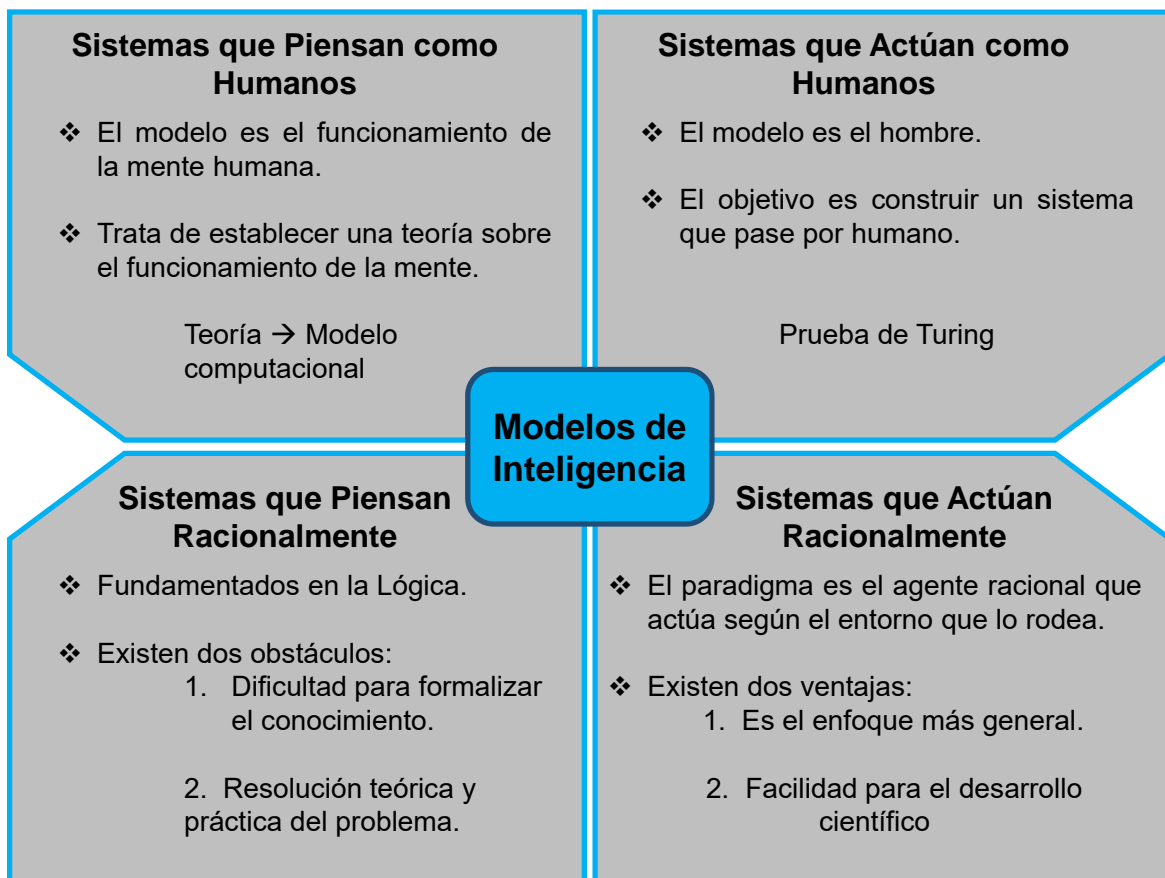 Sistemas que Piensan como
Humanos
❖ El modelo es el funcionamiento de
la mente humana.
❖ Trata de establecer una teoría sobre
el funcionamiento de la mente.
Teoría → Modelo
computacional
Sistemas que Actúan como
Humanos
❖ El modelo es el hombre.
❖ El objetivo es construir un sistema
que pase por humano.
Prueba de Turing
Modelos de
Inteligencia
Sistemas que Piensan
Racionalmente
❖ Fundamentados en la Lógica.
❖ Existen dos obstáculos:
1. Dificultad para formalizar
el conocimiento.
2. Resolución teórica y
práctica del problema.
Sistemas que Actúan
Racionalmente
❖ El paradigma es el agente racional que
actúa según el entorno que lo rodea.
❖ Existen dos ventajas:
1. Es el enfoque más general.
2. Facilidad para el desarrollo
científico